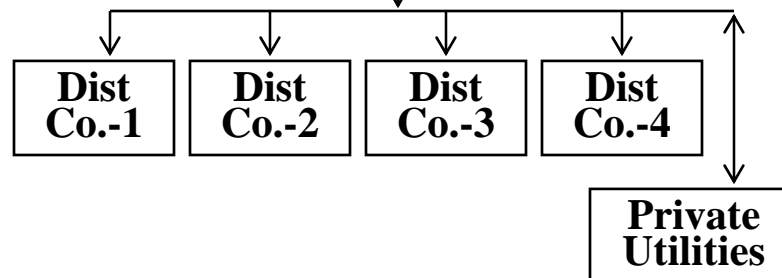 Dist
Co.-1
Dist
Co.-2
Dist
Co.-3
Dist
Co.-4
Private
Utilities